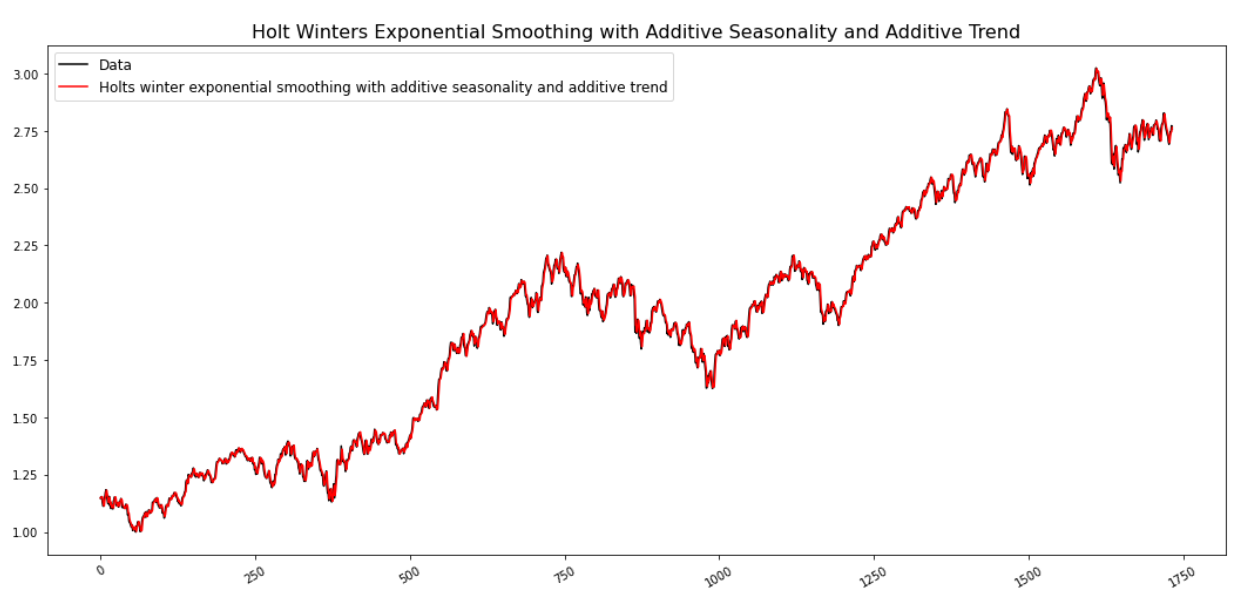 Holt Winters Exponential Smoothing with Additive Seasonality and Additive Trend
Data
Holts winter exponential smoothing with additive seasonality and additive trend
3.00
2.75
2.50
2.25
2.00
1.75
1.50
1.25
1.00
0 250 500 750 1000 1250 1500 1750